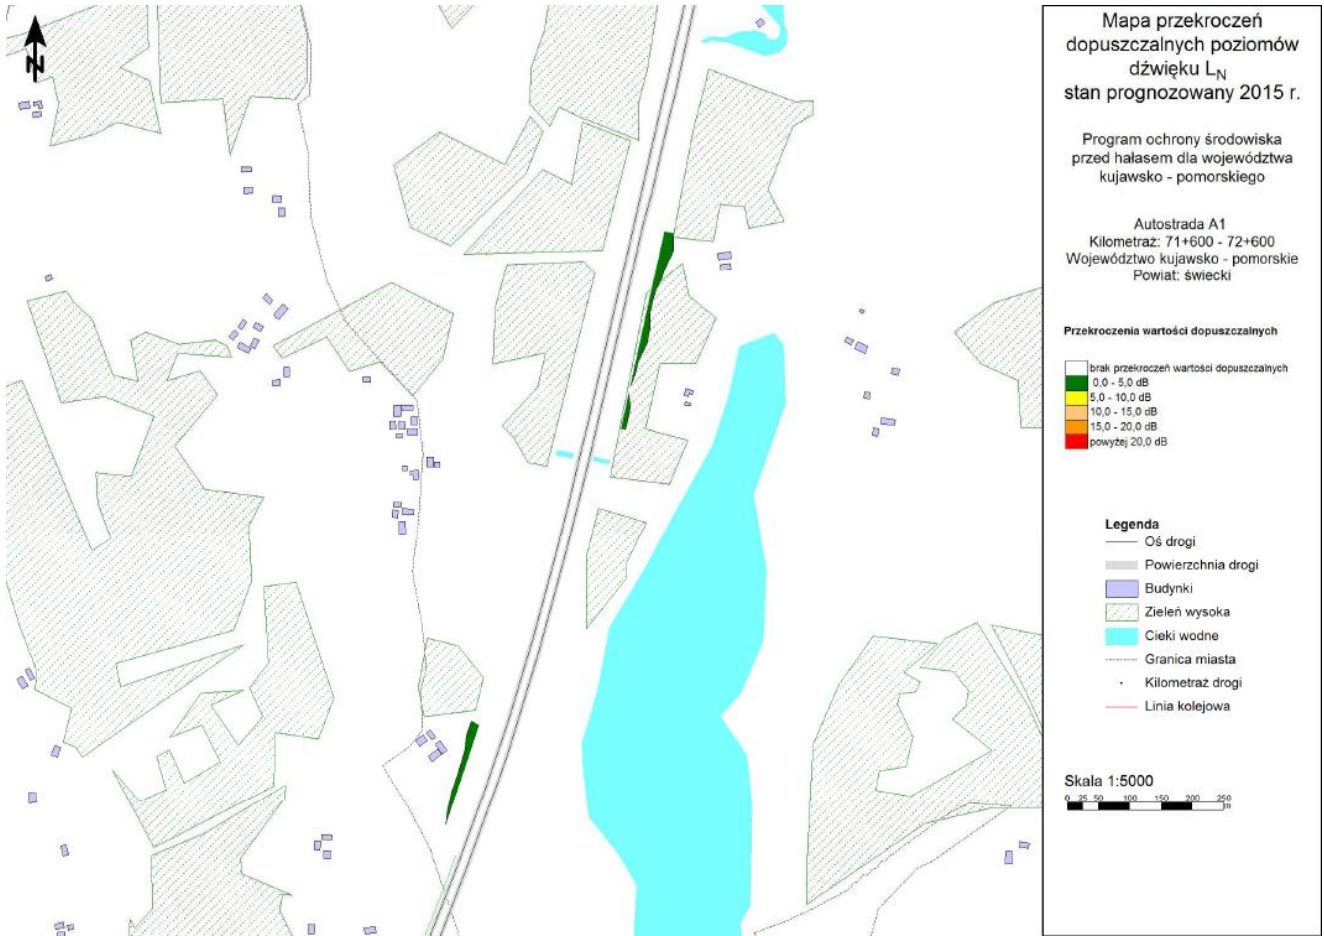 N
Mapa przekroczeń
dopuszczalnych poziomów
dźwięku LN
stan prognozowany 2015 r.
Program ochrony środowiska
przed hałasem dla województwa
kujawsko - pomorskiego
Autostrada A1
Kilometraż: 71+600 - 72+600
Województwo kujawsko - pomorskie
Powiat: świecki
Przekroczenia wartości dopuszczalnych
brak przekroczeń wartości dopuszczalnych
0,0 - 5,0 dB
5,0 - 10,0 dB
10,0 - 15,0 dB
15,0 - 20,0 dB
powyżej 20,0 dB
Legenda
Oś drogi
Powierzchnia drogi
Budynki
Zieleń wysoka
Cieki wodne
Granica miasta
Kilometraż drogi
Linia kolejowa
Skala 1:5000
0 25 50 100 150 200 250
m